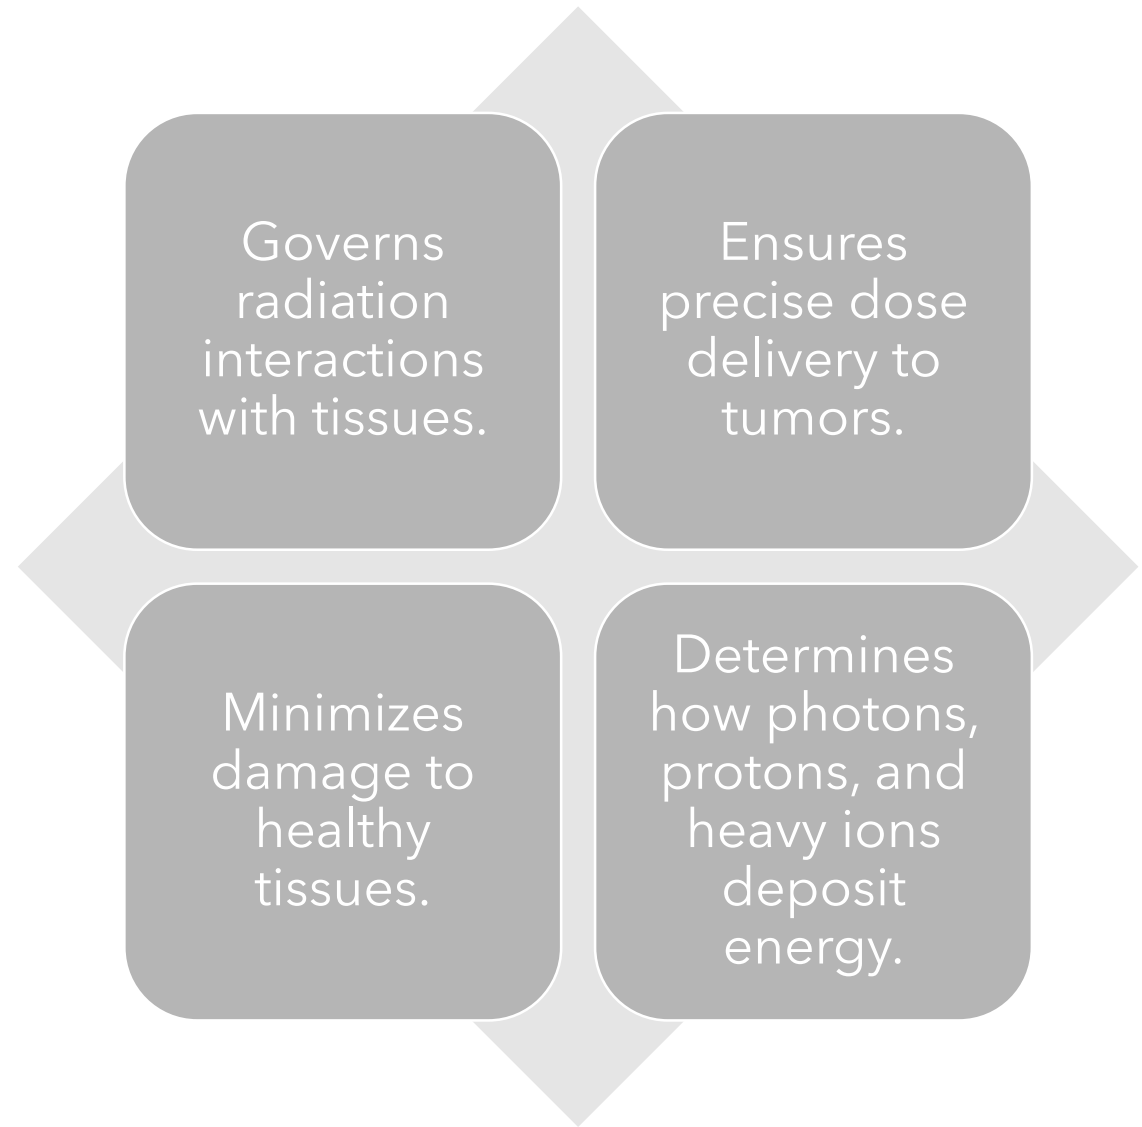 Governs
radiation
interactions
with tissues.
Ensures
precise dose
delivery to
tumors.
Minimizes
damage to
healthy
tissues.
Determines
how photons,
protons, and
heavy ions
deposit
energy.